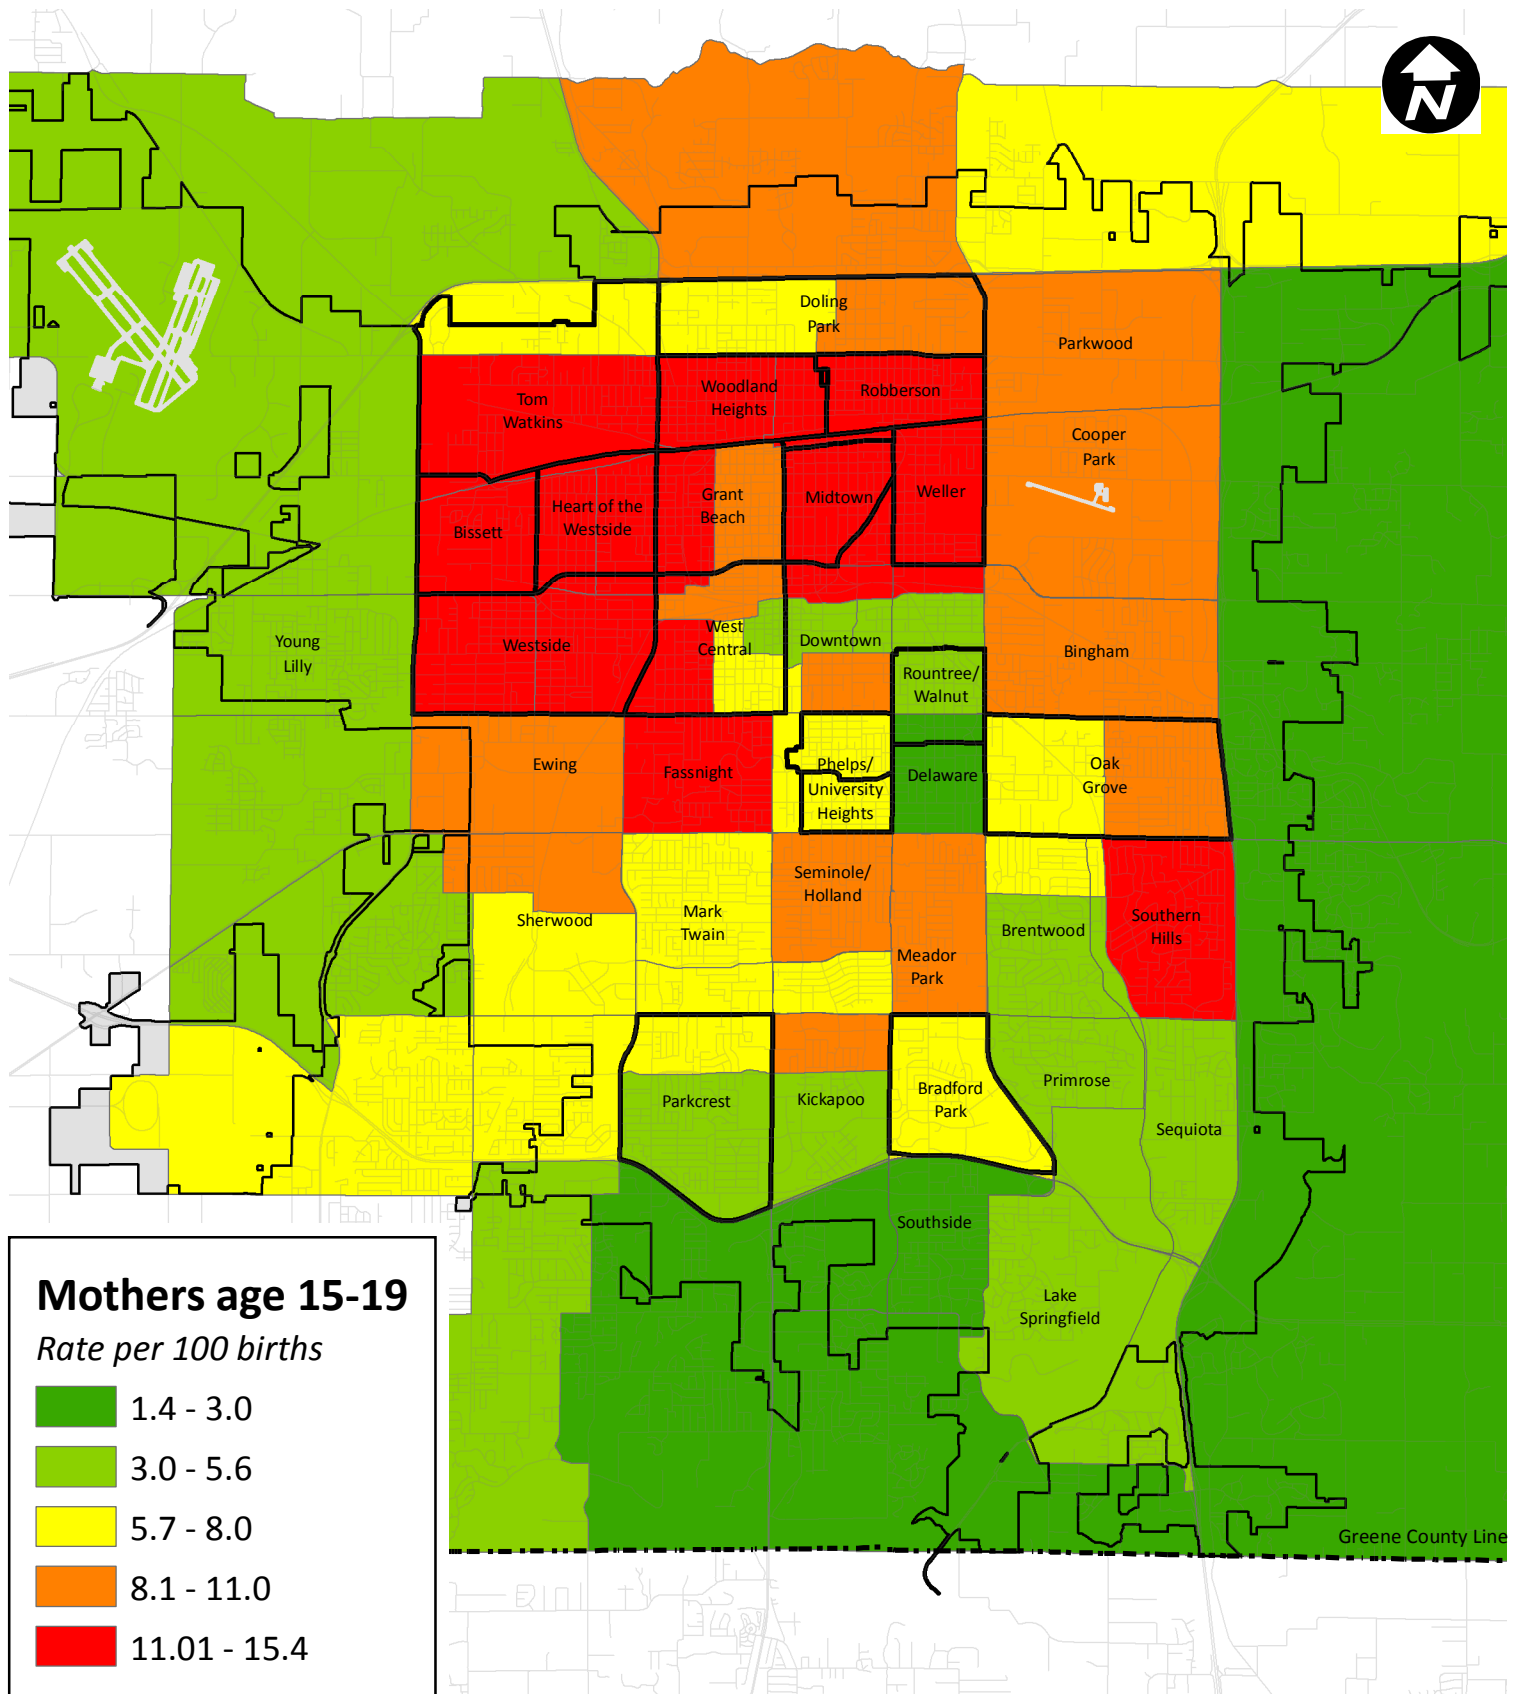 N
Doling
Park
Parkwood
Woodland
Heights
Robberson
Tom
Watkins
Cooper
Park
Grant
Beach
Midtown
Weller
Heart of the
Westside
Bissett
West
Central
Downtown
Young
Lilly
Westside
Bingham
Rountree/
Walnut
Ewing
Fassnight
Phelps/
University
Heights
Delaware
Oak
Grove
Seminole/
Holland
Sherwood
Mark
Twain
Brentwood
Southern
Hills
Meador
Park
Parkcrest
Kickapoo
Bradford
Park
Primrose
Sequiota
Southside
Lake
Springfield
Mothers age 15-19
Rate per 100 births
1.4 - 3.0
3.0 - 5.6
5.7 - 8.0
8.1 - 11.0
11.01 - 15.4
Greene County Line